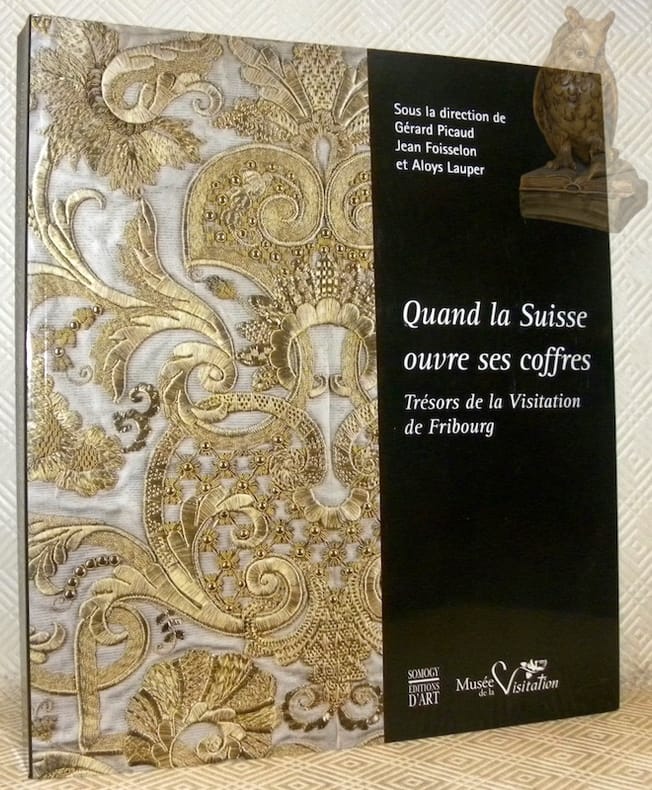 Sous la direction de
Gérard Picaud
Jean Foisselon
et Aloys Lauper
Quand la Suisse
ouvre ses coffres
Trésors de la Visitation
de Fribourg
SOMOGY
EDITIONS
D'ART
Musée
de la
Visitation